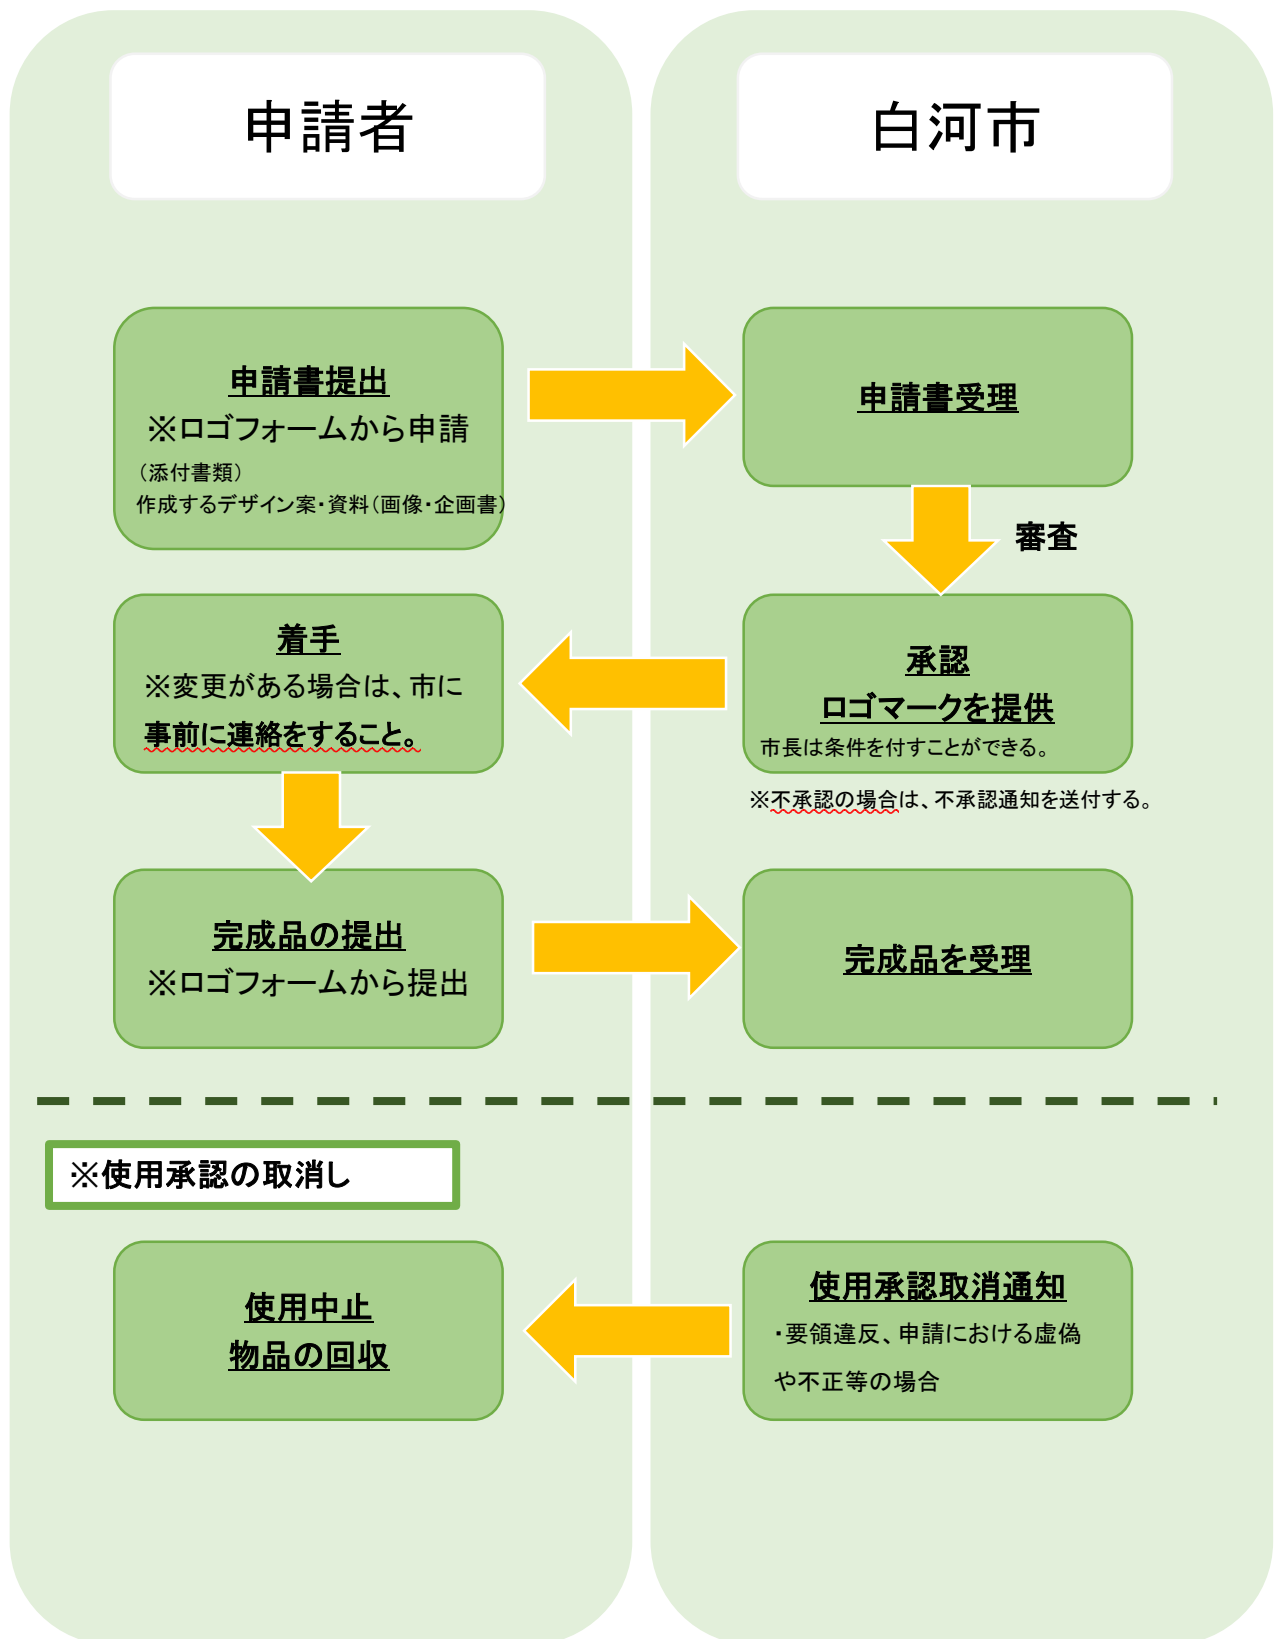 申請者
白河市
申請書提出
※ロゴフォームから申請
（添付書類）
作成するデザイン案・資料（画像・企画書）
申請書受理
審査
承認
ロゴマークを提供
市長は条件を付すことができる。
※不承認の場合は、不承認通知を送付する。
着手
※変更がある場合は、市に
事前に連絡をすること。
完成品の提出
※ロゴフォームから提出
完成品を受理
※使用承認の取消し
使用承認取消通知
・要領違反、申請における虚偽
や不正等の場合
使用中止
物品の回収